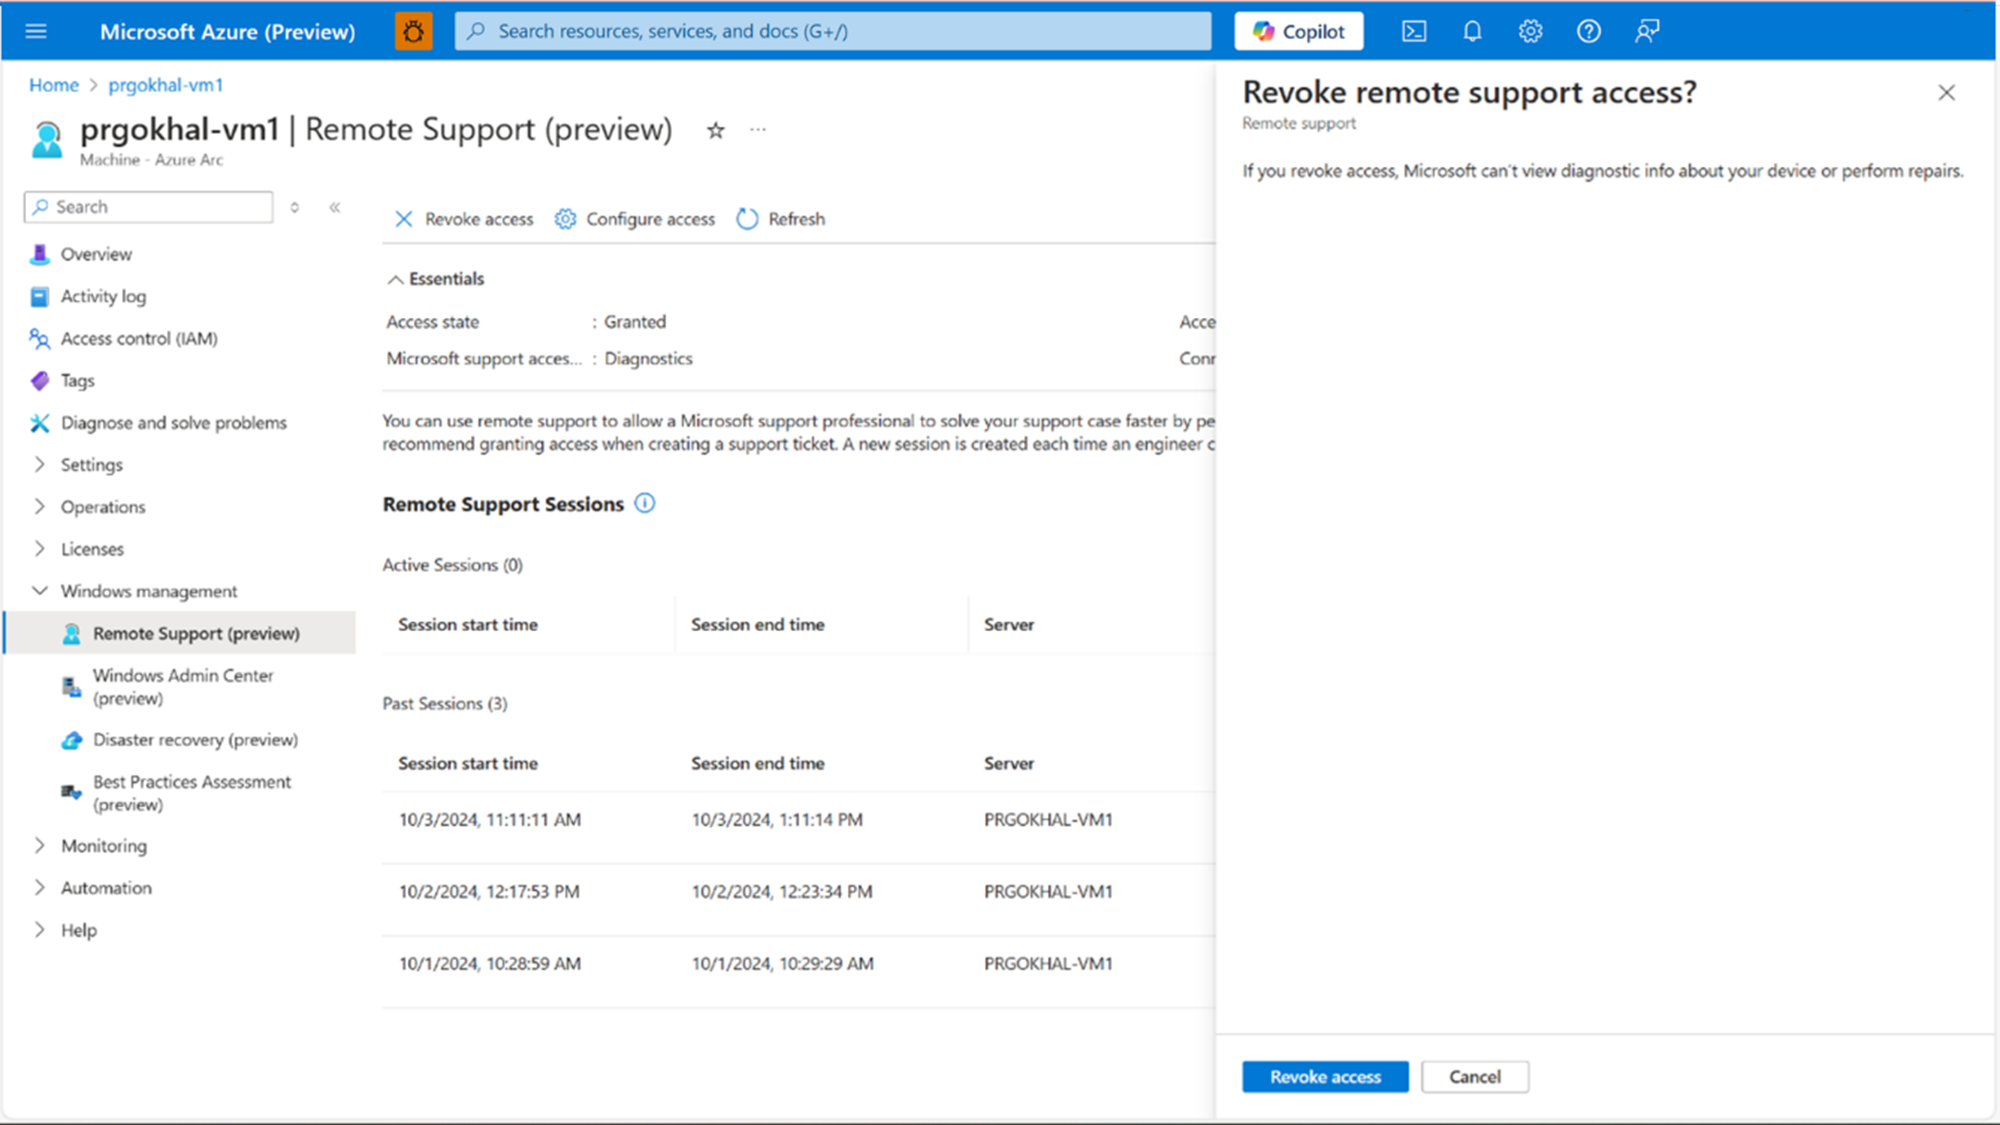 Microsoft Azure (Preview)
Search resources, services, and docs (G+/)
Copilot
Home > prgokhal-vm1
prgokhal-vm1 | Remote Support (preview)
Machine - Azure Arc
Search
Overview
Activity log
Access control (IAM)
Tags
Diagnose and solve problems
Settings
Operations
Licenses
Windows management
Remote Support (preview)
Windows Admin Center
(preview)
Disaster recovery (preview)
Best Practices Assessment
(preview)
Monitoring
Automation
Help
Revoke access Configure access Refresh
Essentials
Access state : Granted Acce
Microsoft support acces... : Diagnostics Conr
You can use remote support to allow a Microsoft support professional to solve your support case faster by pe
recommend granting access when creating a support ticket. A new session is created each time an engineer c
Remote Support Sessions
Active Sessions (0)
Session start time Session end time Server
Past Sessions (3)
Session start time Session end time Server
10/3/2024, 11:11:11 AM 10/3/2024, 1:11:14 PM PRGOKHAL-VM1
10/2/2024, 12:17:53 PM 10/2/2024, 12:23:34 PM PRGOKHAL-VM1
10/1/2024, 10:28:59 AM 10/1/2024, 10:29:29 AM PRGOKHAL-VM1
Revoke remote support access?
Remote support
If you revoke access, Microsoft can't view diagnostic info about your device or perform repairs.
Revoke access Cancel